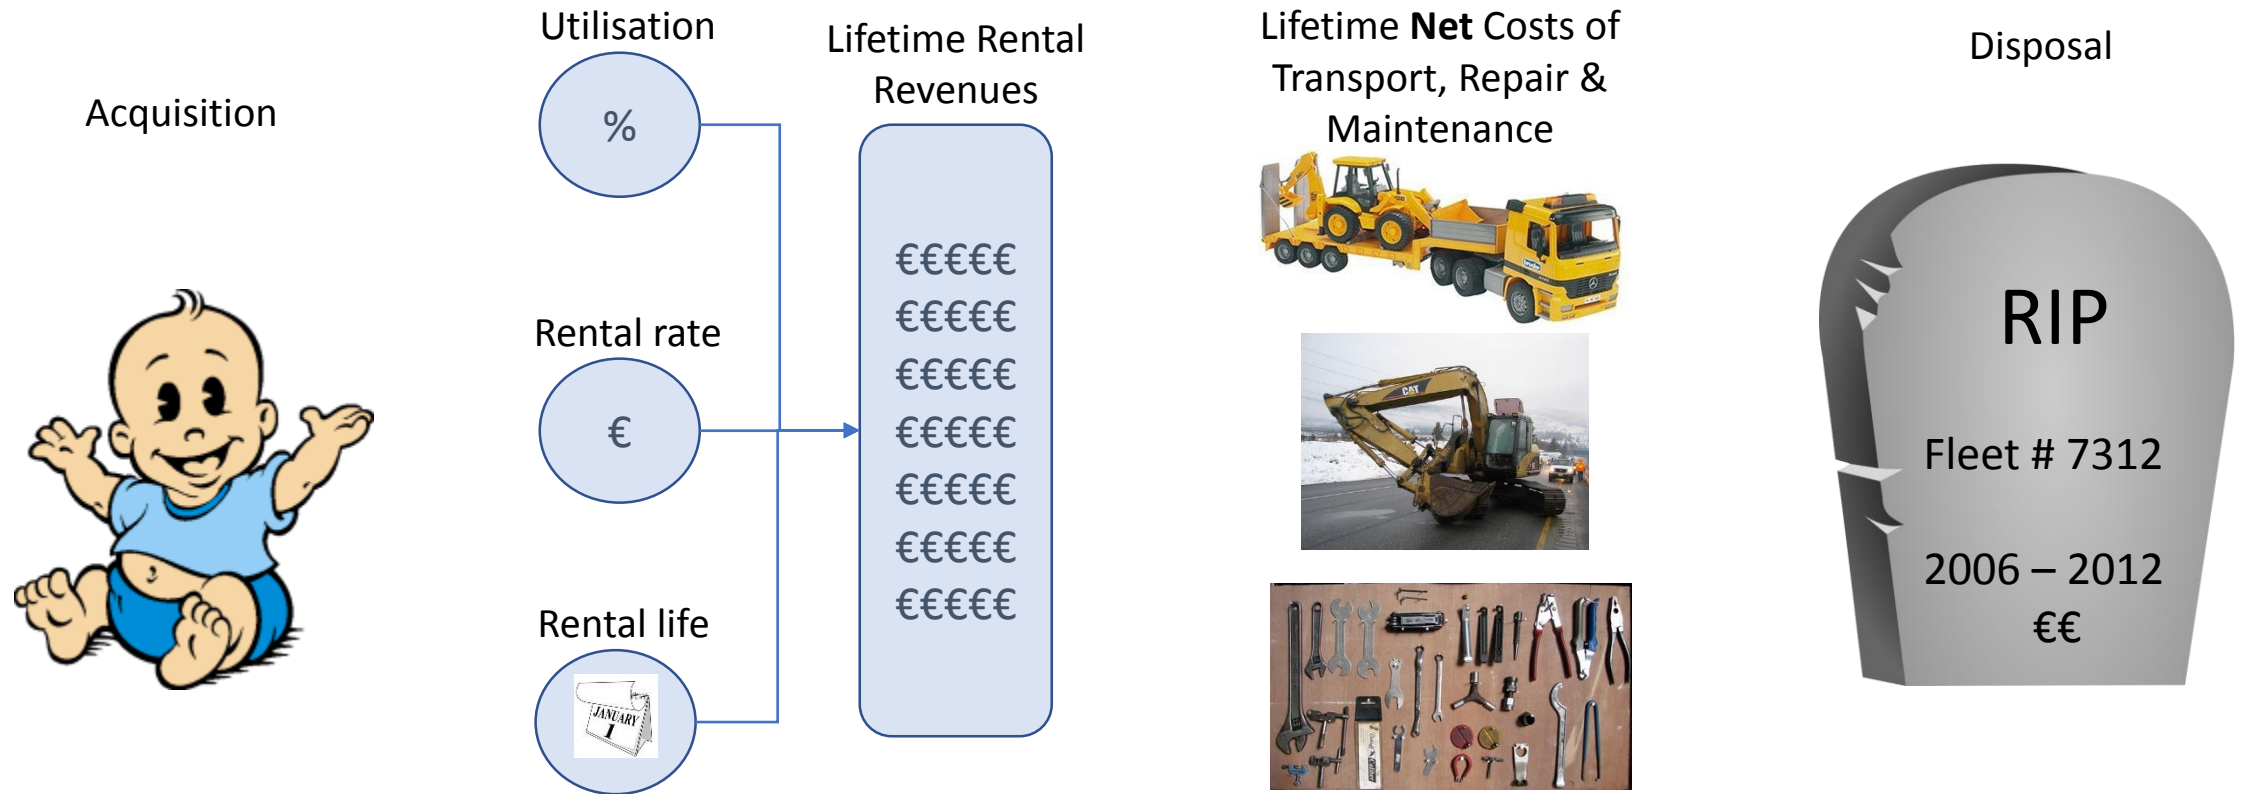 Acquisition
Utilisation
%
Rental rate
€
Rental life
JANUARY
1
Lifetime Rental
Revenues
€€€€€
€€€€€
€€€€€
€€€€€
€€€€€
€€€€€
€€€€€
Lifetime Net Costs of
Transport, Repair &
Maintenance
CAT
Disposal
RIP
Fleet # 7312
2006 – 2012
€€